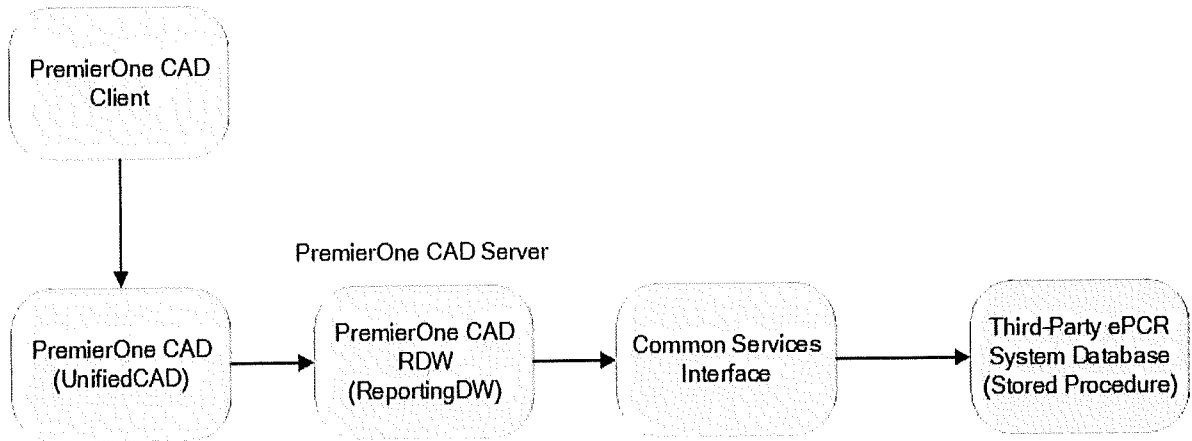 PremierOne CAD
Client
PremierOne CAD Server
PremierOne CAD
(UnifiedCAD)
PremierOne CAD
RDW
(ReportingDW)
Common Services
Interface
Third-Party ePCR
System Database
(Stored Procedure)